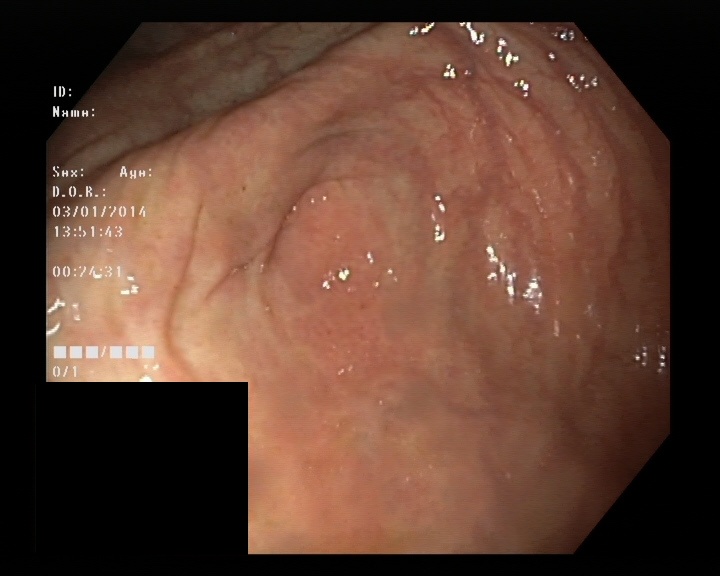 ID:
Name:
Sex: Age:
D.O.B.:
03/01/2014
13:51:43
00:24:31
■■■/■■■
0/1